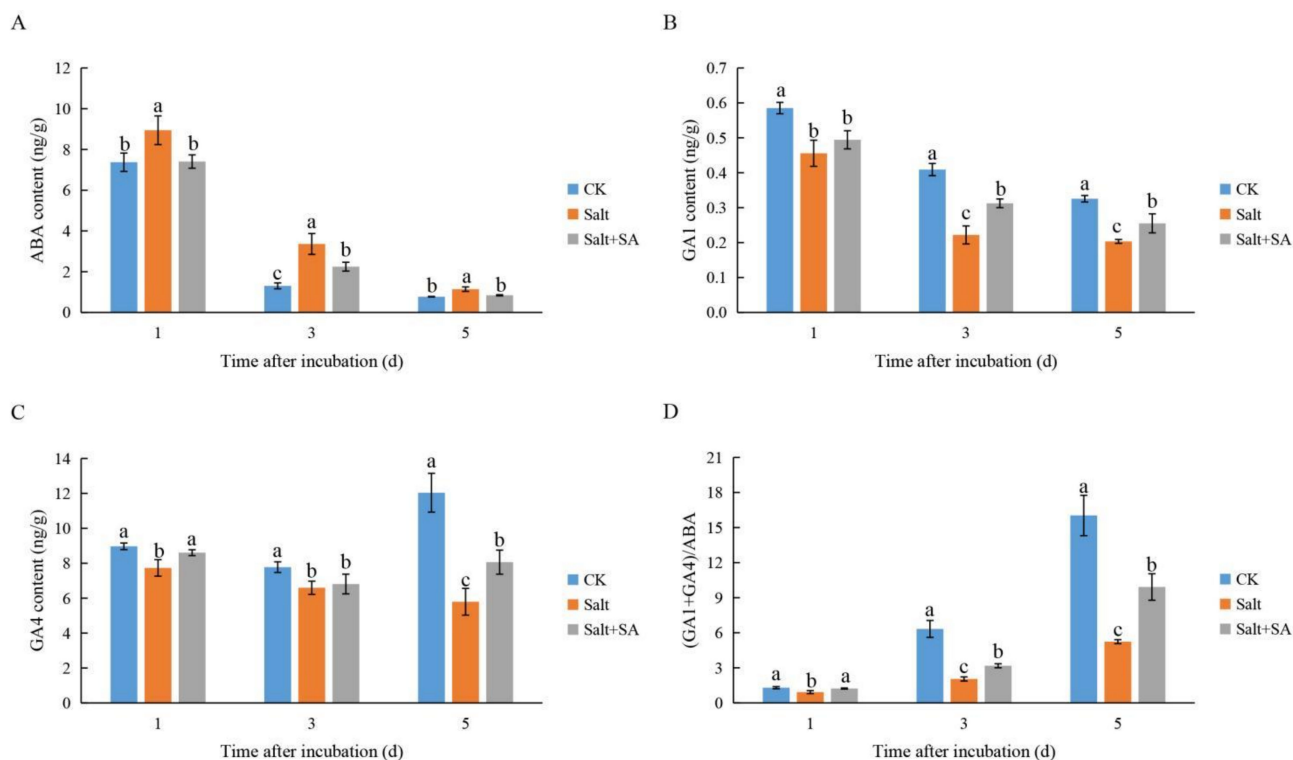 A
ABA content (ng/g)
12
10
8
6
4
2
0
b
a
b
c
a
b
b
a
b
1
3
5
Time after incubation (d)
CK
Salt
Salt+SA
B
GA1 content (ng/g)
0.7
0.6
0.5
0.4
0.3
0.2
0.1
0.0
a
b
b
a
c
b
a
c
b
1
3
5
Time after incubation (d)
CK
Salt
Salt+SA
C
GA4 content (ng/g)
14
12
10
8
6
4
2
0
a
b
a
a
b
b
a
c
b
1
3
5
Time after incubation (d)
CK
Salt
Salt+SA
D
(GA1+GA4)/ABA
21
18
15
12
9
6
3
0
a
b
a
a
c
b
a
c
b
1
3
5
Time after incubation (d)
CK
Salt
Salt+SA